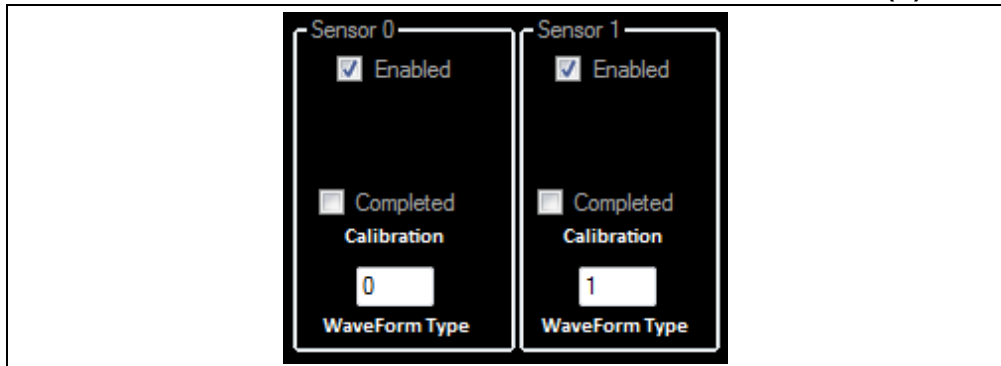 Sensor 0
Enabled
Completed
Calibration
0
WaveForm Type
Sensor 1
Enabled
Completed
Calibration
1
WaveForm Type